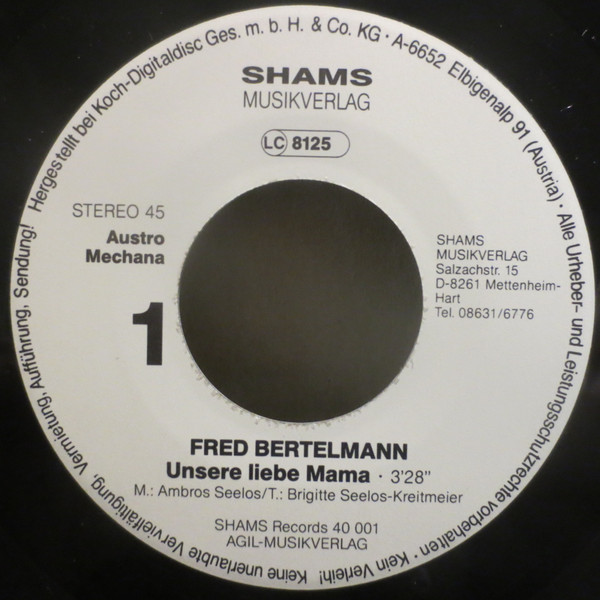 Hergestellt bei Koch-Digitaldisc Ges. m. b. H. & Co. KG · A-6652 Elbigenalp 91 (Austria) · Alle Urheber- und Leistungsschutzrechte vorbehalten · Kein Verleih! Keine unerlaubte Vervielfältigung, Vermietung, Aufführung, Sendung!
SHAMS
MUSIKVERLAG
LC 8125
STEREO 45
Austro
Mechana
1
SHAMS
MUSIKVERLAG
Salzachstr. 15
D-8261 Mettenheim-
Hart
Tel. 08631/6776
FRED BERTELMANN
Unsere liebe Mama · 3'28"
M.: Ambros Seelos/T.: Brigitte Seelos-Kreitmeier
SHAMS Records 40 001
AGIL-MUSIKVERLAG